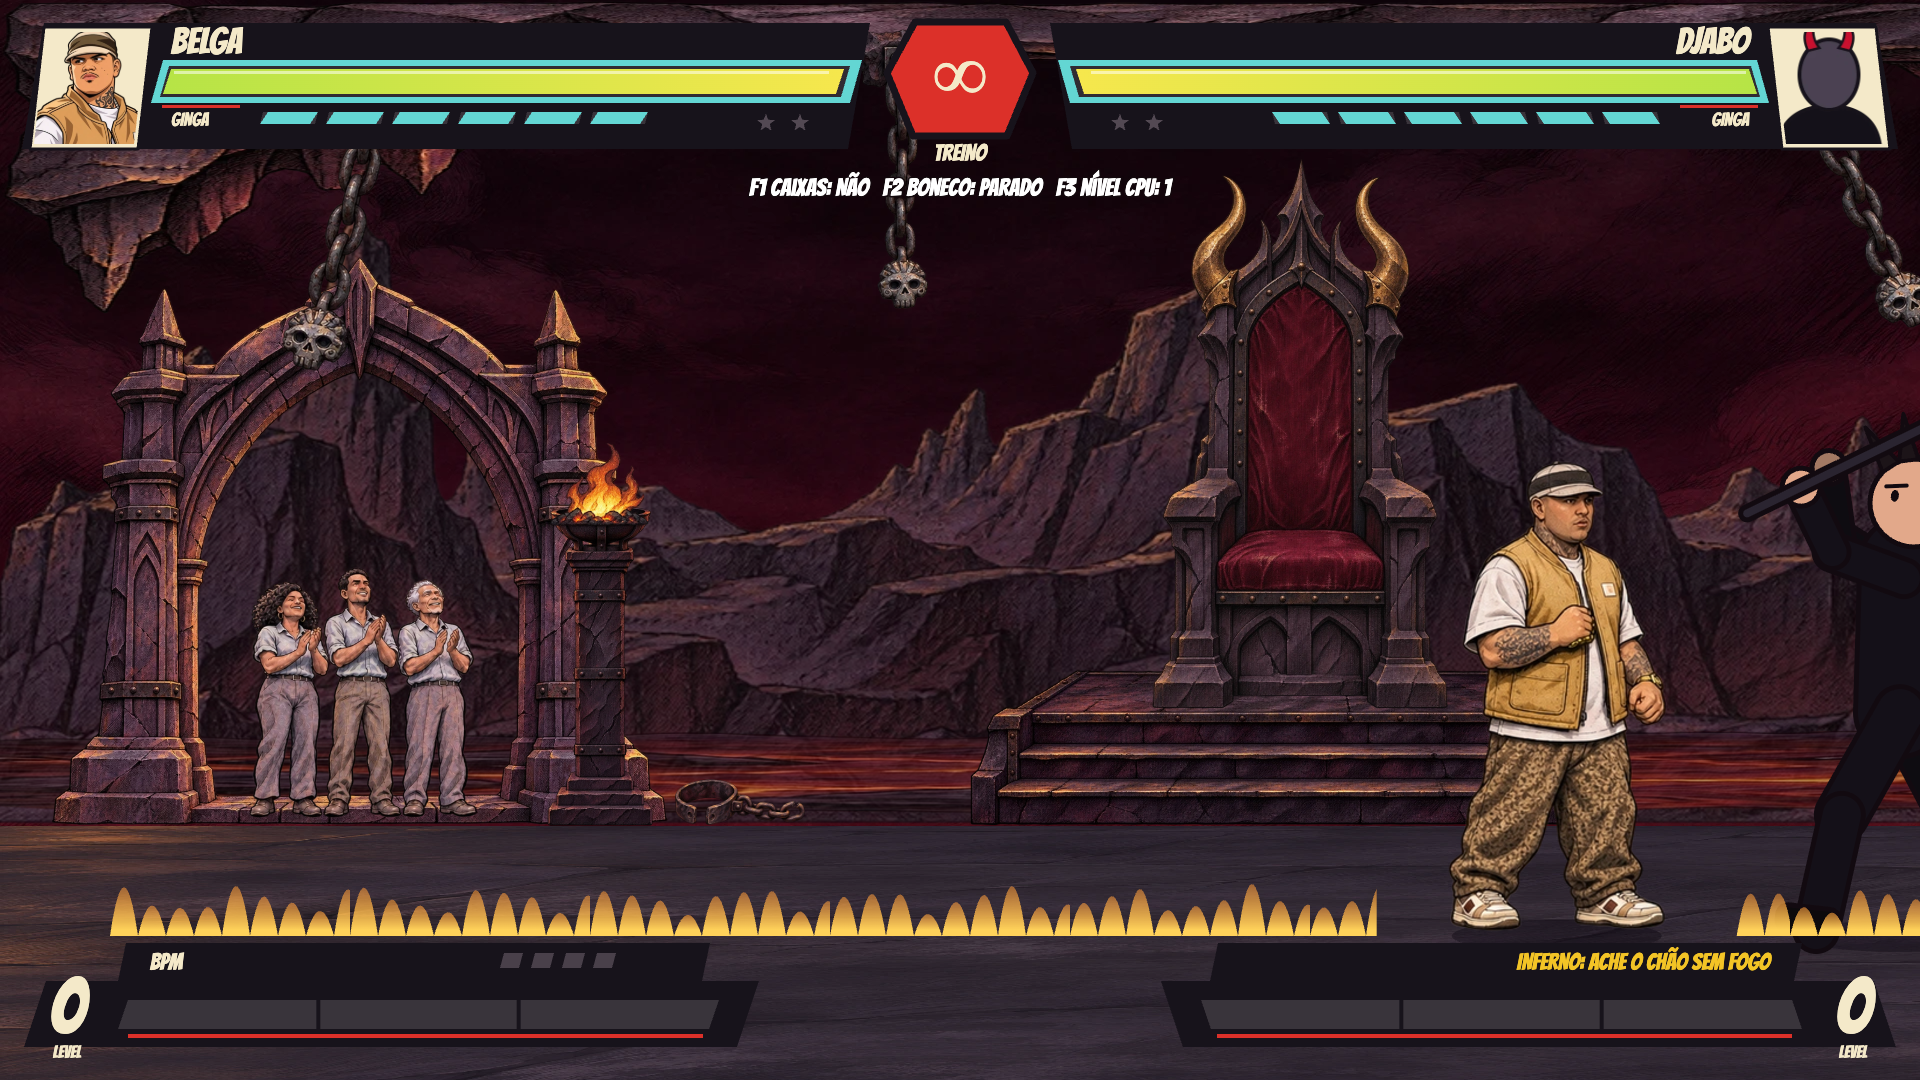 BELGA
DJABO
∞
GINGA
GINGA
TREINO
F1 CAIXAS: NÃO F2 BONECO: PARADO F3 NÍVEL CPU: 1
BPM
INFERNO: ACHE O CHÃO SEM FOGO
0
0
LEVEL
LEVEL